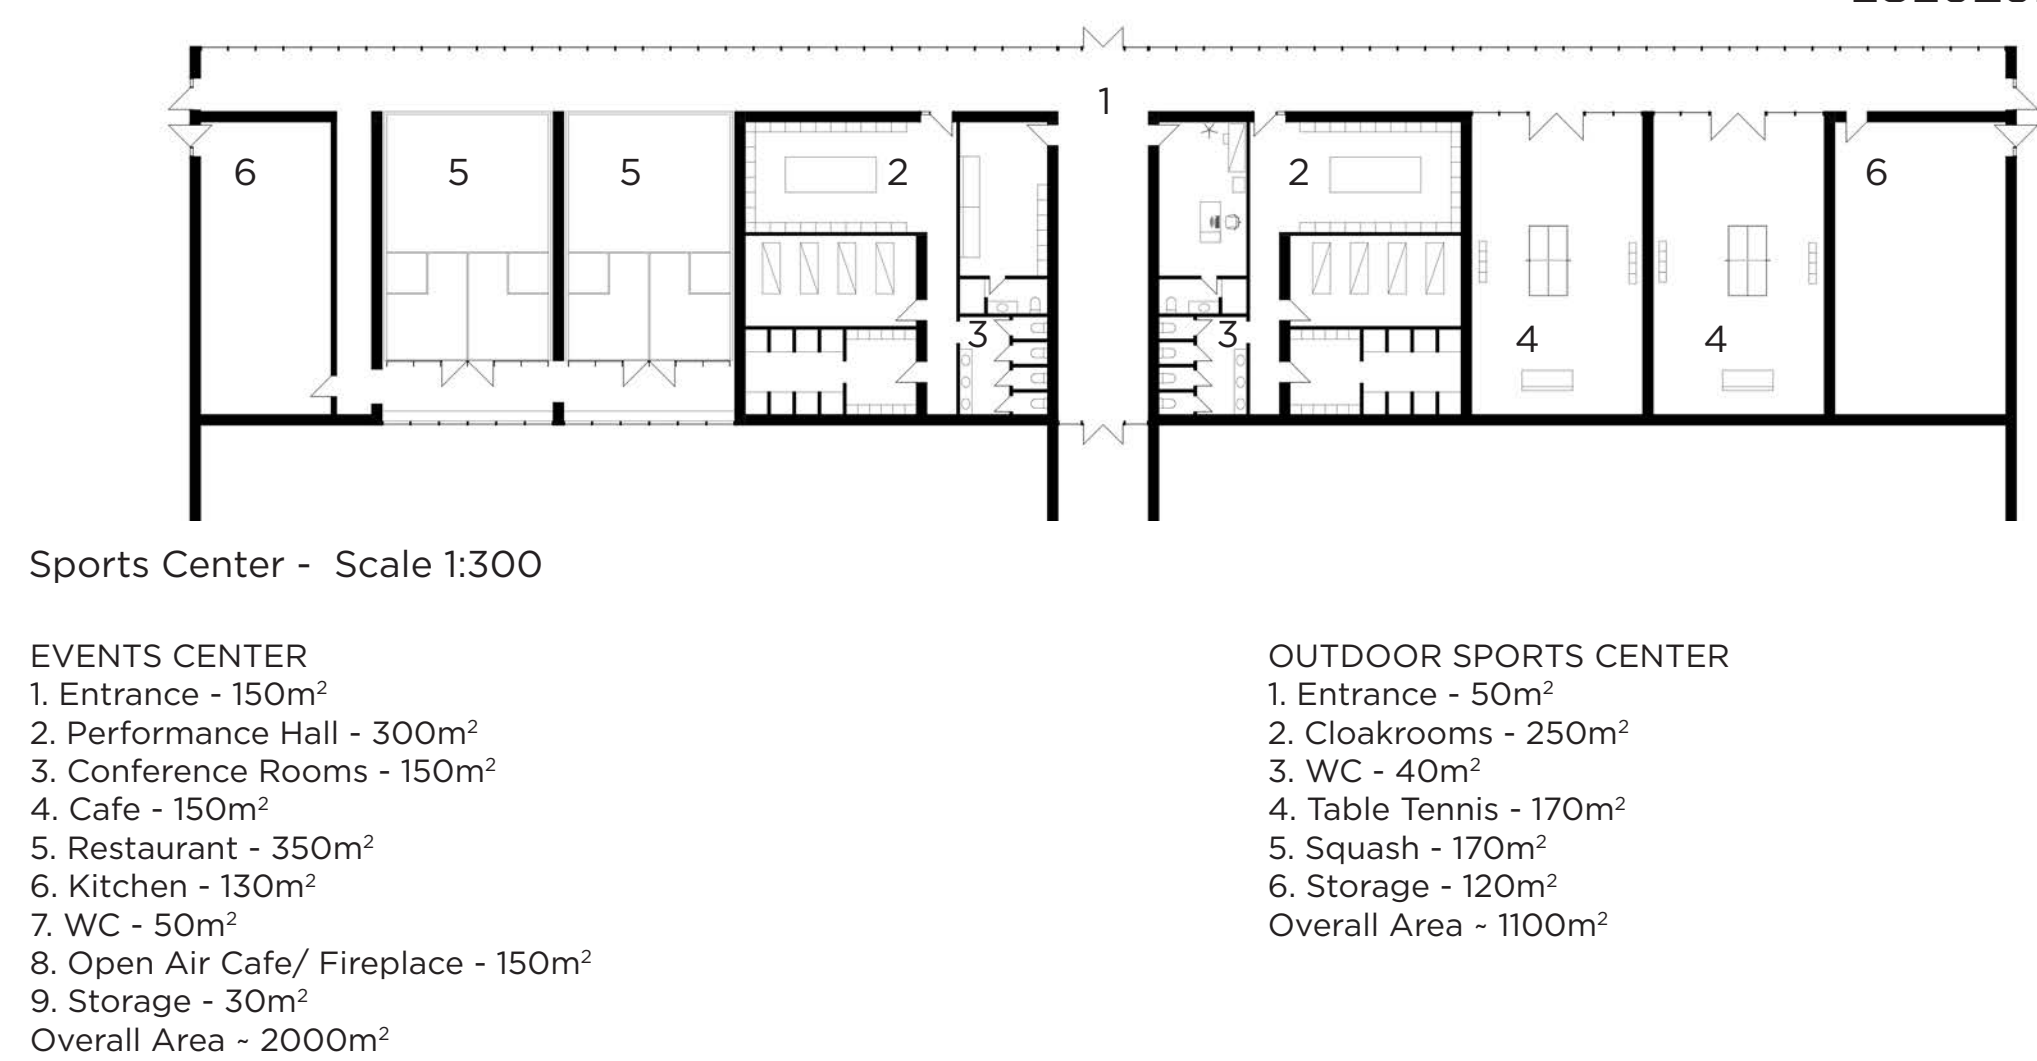 1
6
5
5
2
2
6
3
3
4
4
Sports Center - Scale 1:300
EVENTS CENTER
1. Entrance - 150m²
2. Performance Hall - 300m²
3. Conference Rooms - 150m²
4. Cafe - 150m²
5. Restaurant - 350m²
6. Kitchen - 130m²
7. WC - 50m²
8. Open Air Cafe/ Fireplace - 150m²
9. Storage - 30m²
Overall Area ~ 2000m²
OUTDOOR SPORTS CENTER
1. Entrance - 50m²
2. Cloakrooms - 250m²
3. WC - 40m²
4. Table Tennis - 170m²
5. Squash - 170m²
6. Storage - 120m²
Overall Area ~ 1100m²